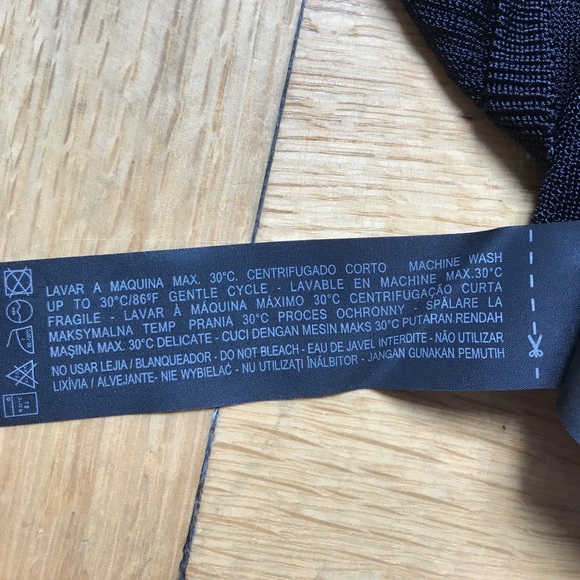 LAVAR A MAQUINA MAX. 30°C. CENTRIFUGADO CORTO MACHINE WASH
UP TO 30°C/86ºF GENTLE CYCLE - LAVABLE EN MACHINE MAX.30°C
FRAGILE - LAVAR À MÁQUINA MÁXIMO 30°C CENTRIFUGAÇÃO CURTA
MAKSYMALNA TEMP PRANIA 30°C PROCES OCHRONNY - SPĂLARE LA
MAŞINĂ MAX. 30°C DELICATE - CUCI DENGAN MESIN MAKS 30°C PUTARAN RENDAH
NO USAR LEJIA / BLANQUEADOR - DO NOT BLEACH - EAU DE JAVEL INTERDITE - NÃO UTILIZAR
LIXÍVIA / ALVEJANTE - NIE WYBIELAĆ - NU UTILIZAŢI ÎNĂLBITOR - JANGAN GUNAKAN PEMUTIH